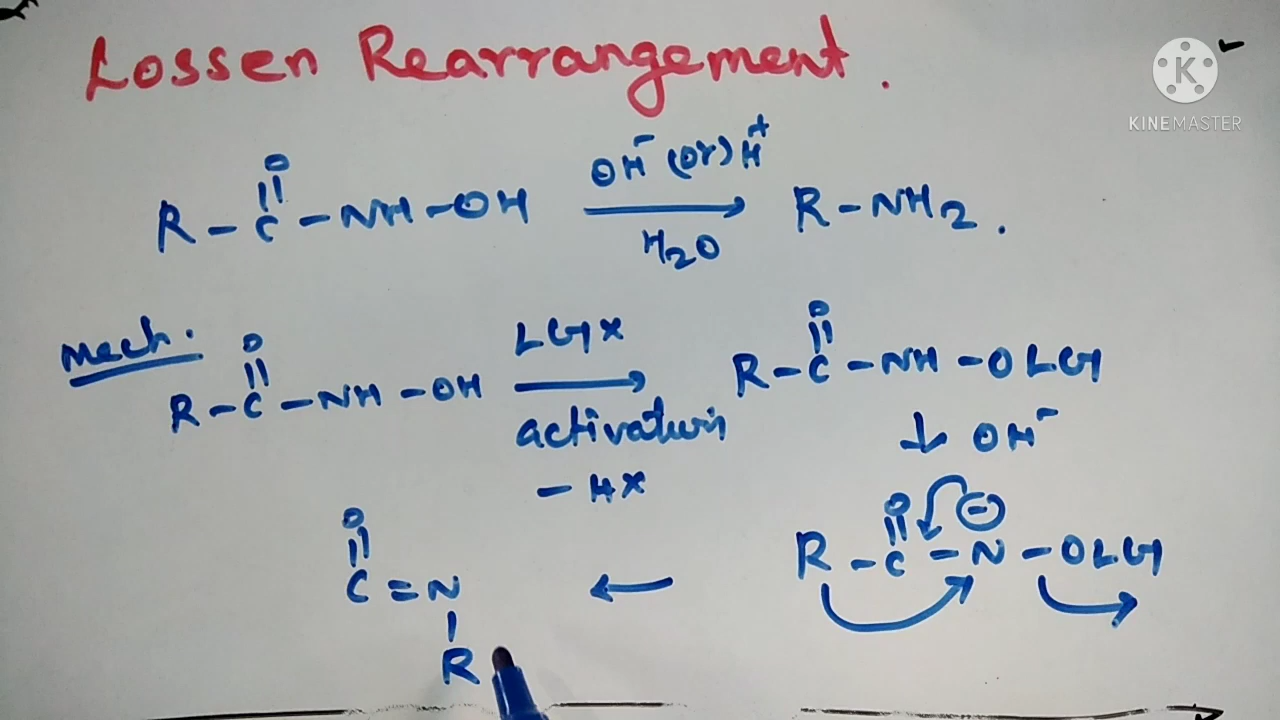 Lossen Rearrangement.
K
KINEMASTER
O
OH⁻ (or) H⁺
R - C - NH - OH → R - NH2.
H2O
Mech.
O
LGX
O
R - C - NH - OH → R - C - NH - OLG
activation
- HX
↓ OH⁻
O
O ⊖
C = N ← R - C - N - OLG
R